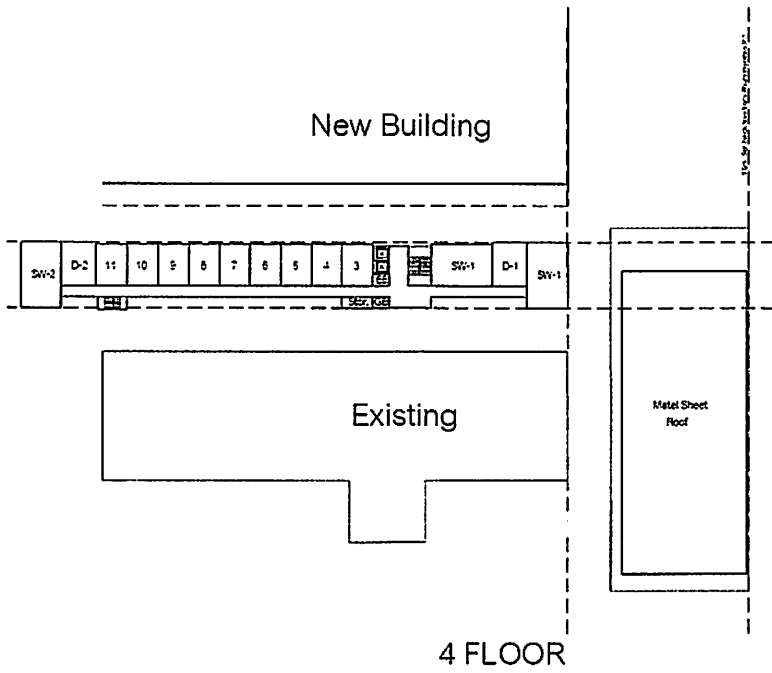 New Building
SW-2
D-2
11
10
9
8
7
6
5
4
3
SW-1
D-1
SW-1
Existing
Matel Sheet
Roof
4 FLOOR